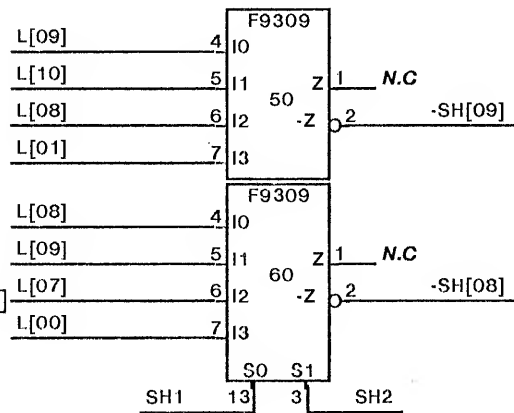 F9309
L[09] 4 I0
L[10] 5 I1 Z 1 N.C
50
L[08] 6 I2 -Z 2 -SH[09]
L[01] 7 I3
F9309
L[08] 4 I0
L[09] 5 I1 Z 1 N.C
60
L[07] 6 I2 -Z 2 -SH[08]
L[00] 7 I3
S0 S1
SH1 13 3 SH2